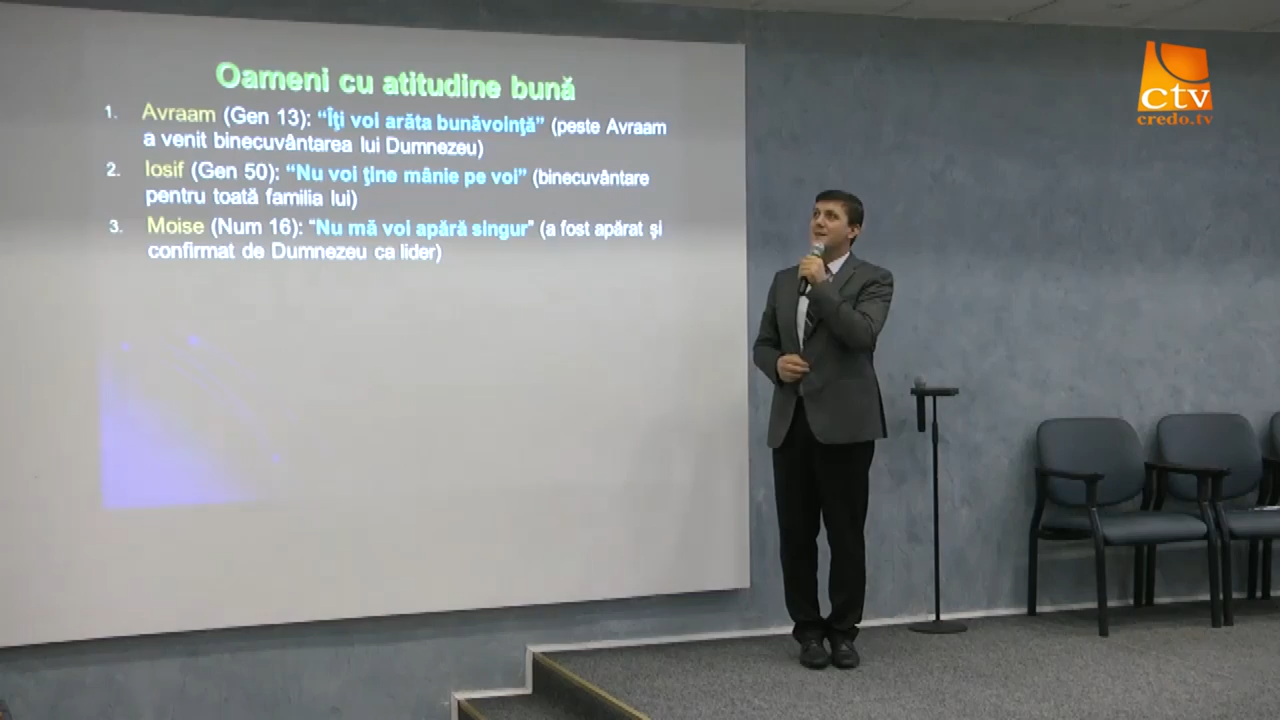 Oameni cu atitudine bună
1. Avraam (Gen 13): “Îţi voi arăta bunăvoinţă” (peste Avraam
a venit binecuvântarea lui Dumnezeu)
2. Iosif (Gen 50): “Nu voi ţine mânie pe voi” (binecuvântare
pentru toată familia lui)
3. Moise (Num 16): “Nu mă voi apără singur” (a fost apărat şi
confirmat de Dumnezeu ca lider)
ctv
credo.tv